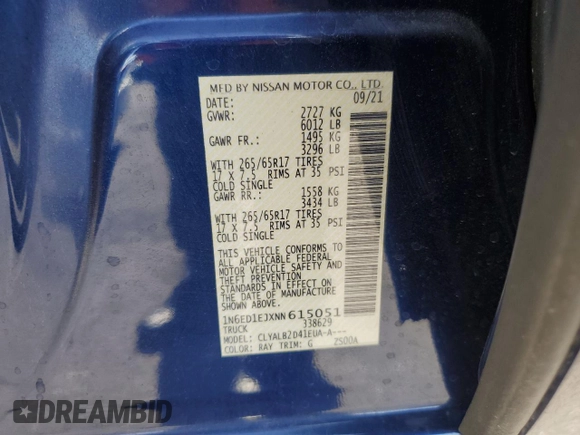 MFD BY NISSAN MOTOR CO., LTD.
DATE: 09/21
GVWR: 2727 KG
6012 LB
GAWR FR.: 1495 KG
3296 LB
WITH 265/65R17 TIRES
17 X 7.5 RIMS AT 35 PSI
COLD SINGLE
GAWR RR.: 1558 KG
3434 LB
WITH 265/65R17 TIRES
17 X 7.5 RIMS AT 35 PSI
COLD SINGLE
THIS VEHICLE CONFORMS TO
ALL APPLICABLE FEDERAL
MOTOR VEHICLE SAFETY AND
THEFT PREVENTION
STANDARDS IN EFFECT ON
THE DATE OF MANUFACTURE
SHOWN ABOVE.
1N6ED1EJXNN615051
TRUCK 338629
MODEL: CLYALB2D41EUA-A---
COLOR: RAY TRIM: G 2500A
DREAMBID